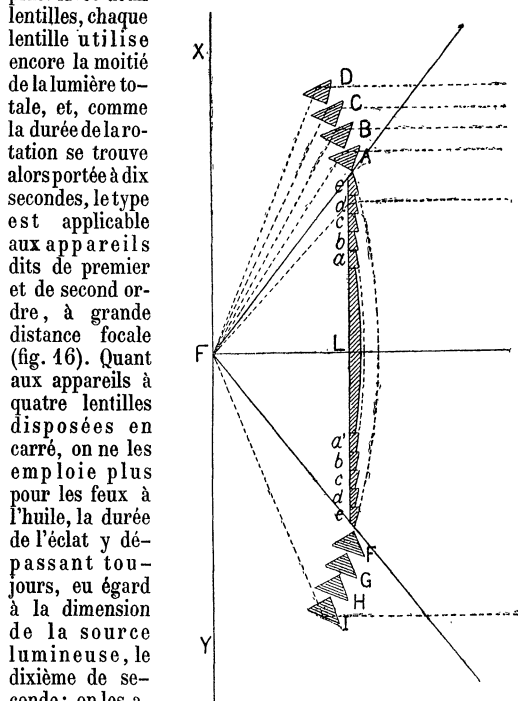 lentilles, chaque
lentille utilise
encore la moitié
de la lumière to-
tale, et, comme
la durée de la ro-
tation se trouve
alors portée à dix
secondes, le type
est applicable
aux appareils
dits de premier
et de second or-
dre, à grande
distance focale
(fig. 16). Quant
aux appareils à
quatre lentilles
disposées en
carré, on ne les
emploie plus
pour les feux à
l'huile, la durée
de l'éclat y dé-
passant tou-
jours, eu égard
à la dimension
de la source
lumineuse, le
dixième de se-
X
D
C
B
A
e
d
c
b
a
F
L
a'
b
c
d
e
F
G
H
I
Y